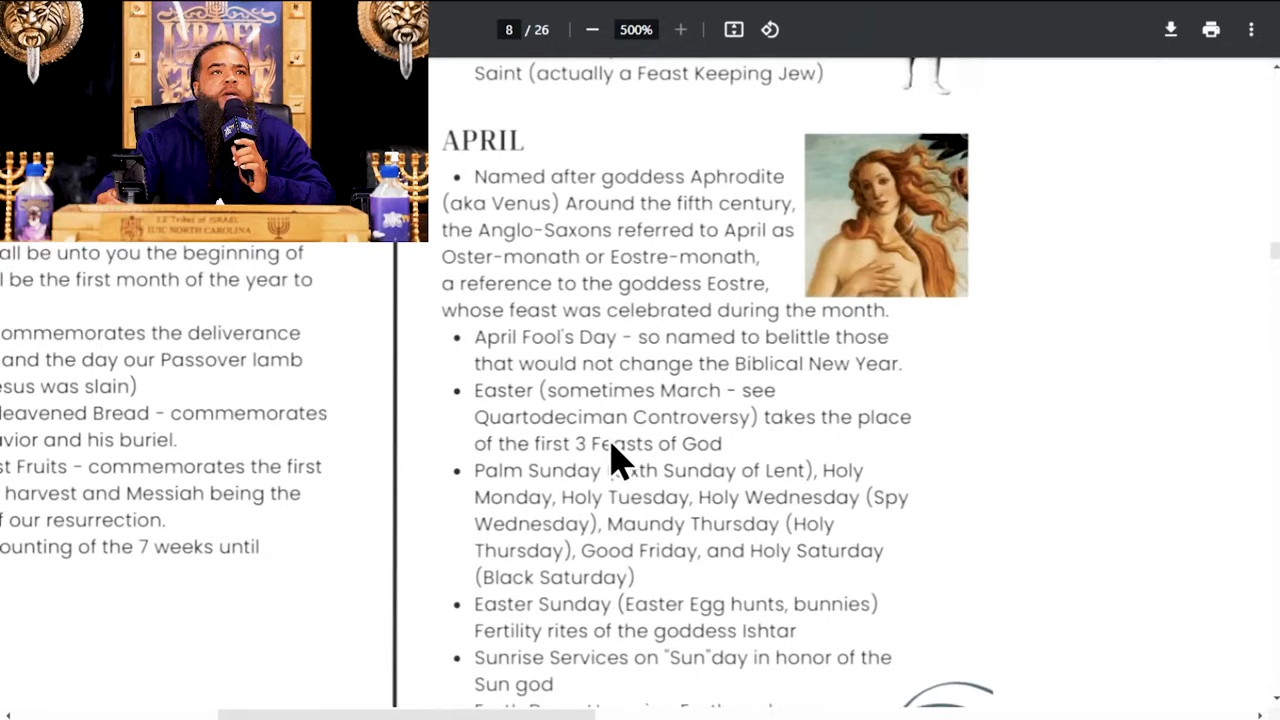 ISRAEL
12 Tribes of ISRAEL
IUIC NORTH CAROLINA
8 / 26
500%
all be unto you the beginning of
l be the first month of the year to
ommemorates the deliverance
and the day our Passover lamb
esus was slain)
leavened Bread - commemorates
vior and his buriel.
st Fruits - commemorates the first
harvest and Messiah being the
f our resurrection.
ounting of the 7 weeks until
Saint (actually a Feast Keeping Jew)
APRIL
• Named after goddess Aphrodite
(aka Venus) Around the fifth century,
the Anglo-Saxons referred to April as
Oster-monath or Eostre-monath,
a reference to the goddess Eostre,
whose feast was celebrated during the month.
• April Fool's Day - so named to belittle those
that would not change the Biblical New Year.
• Easter (sometimes March - see
Quartodeciman Controversy) takes the place
of the first 3 Feasts of God
• Palm Sunday xth Sunday of Lent), Holy
Monday, Holy Tuesday, Holy Wednesday (Spy
Wednesday), Maundy Thursday (Holy
Thursday), Good Friday, and Holy Saturday
(Black Saturday)
• Easter Sunday (Easter Egg hunts, bunnies)
Fertility rites of the goddess Ishtar
• Sunrise Services on "Sun"day in honor of the
Sun god